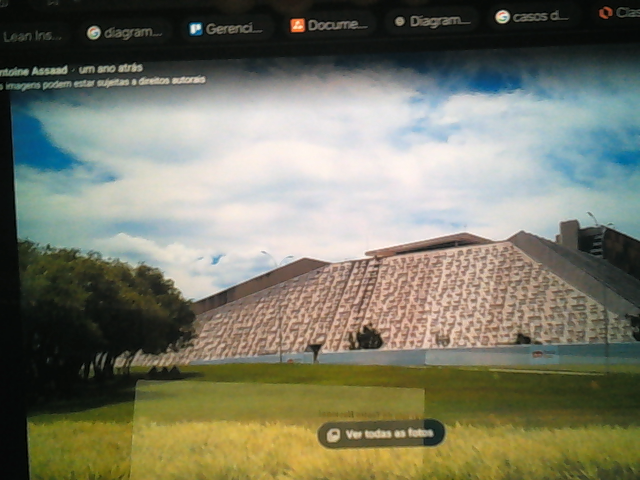 Lean Ins... diagram... Gerenci... Docume... Diagram... casos d... Clas
ntoine Assaad · um ano atrás
s imagens podem estar sujeitas a direitos autorais
Ver todas as fotos